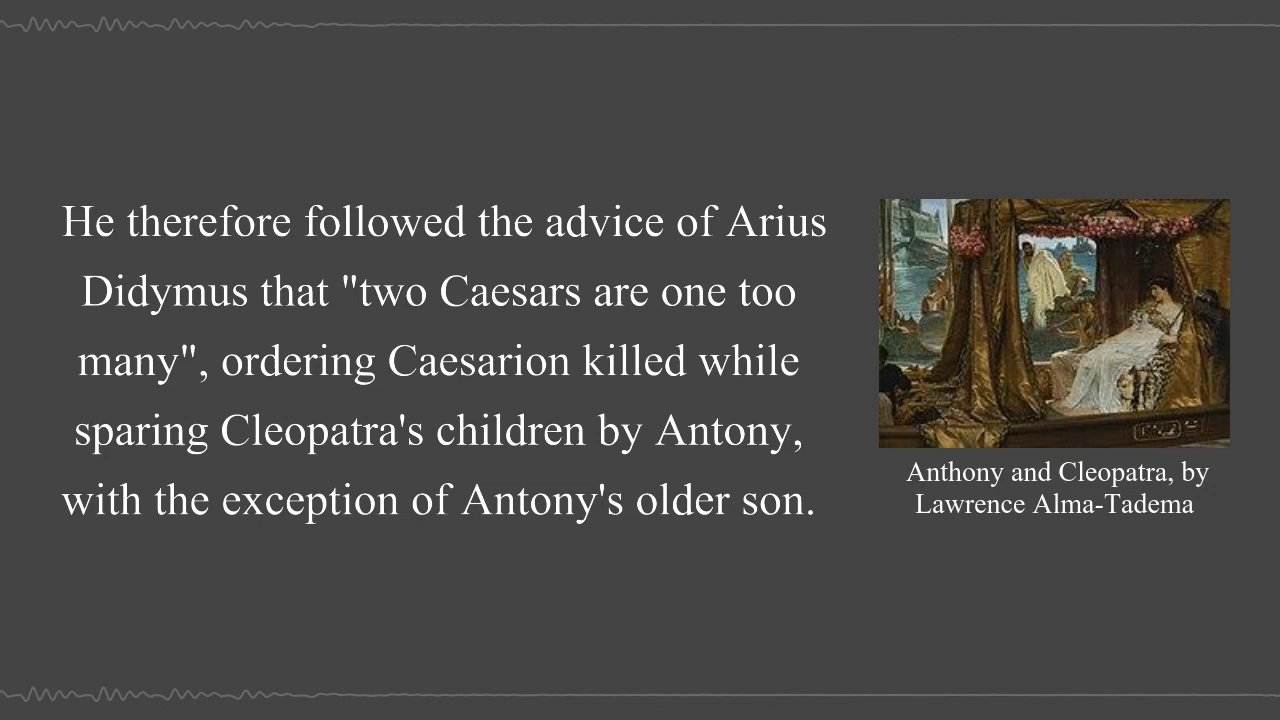 He therefore followed the advice of Arius
Didymus that "two Caesars are one too
many", ordering Caesarion killed while
sparing Cleopatra's children by Antony,
with the exception of Antony's older son.
Anthony and Cleopatra, by
Lawrence Alma-Tadema